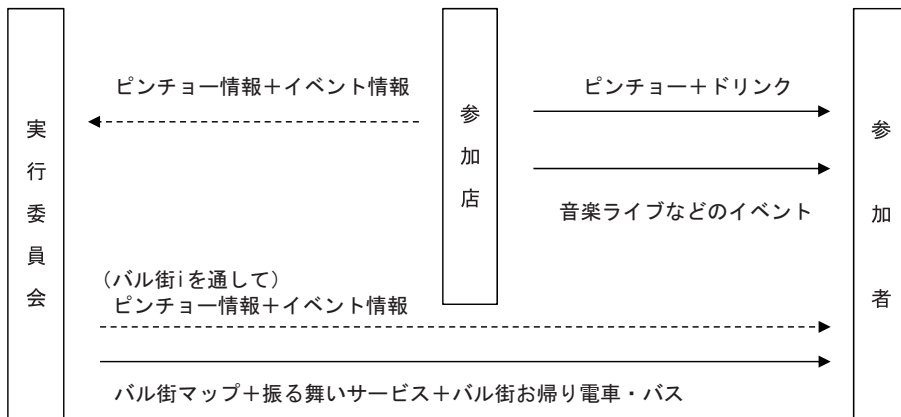 実行委員会
ピンチョー情報+イベント情報
参加店
ピンチョー+ドリンク
音楽ライブなどのイベント
参加者
(バル街iを通して)
ピンチョー情報+イベント情報
バル街マップ+振る舞いサービス+バル街お帰り電車・バス